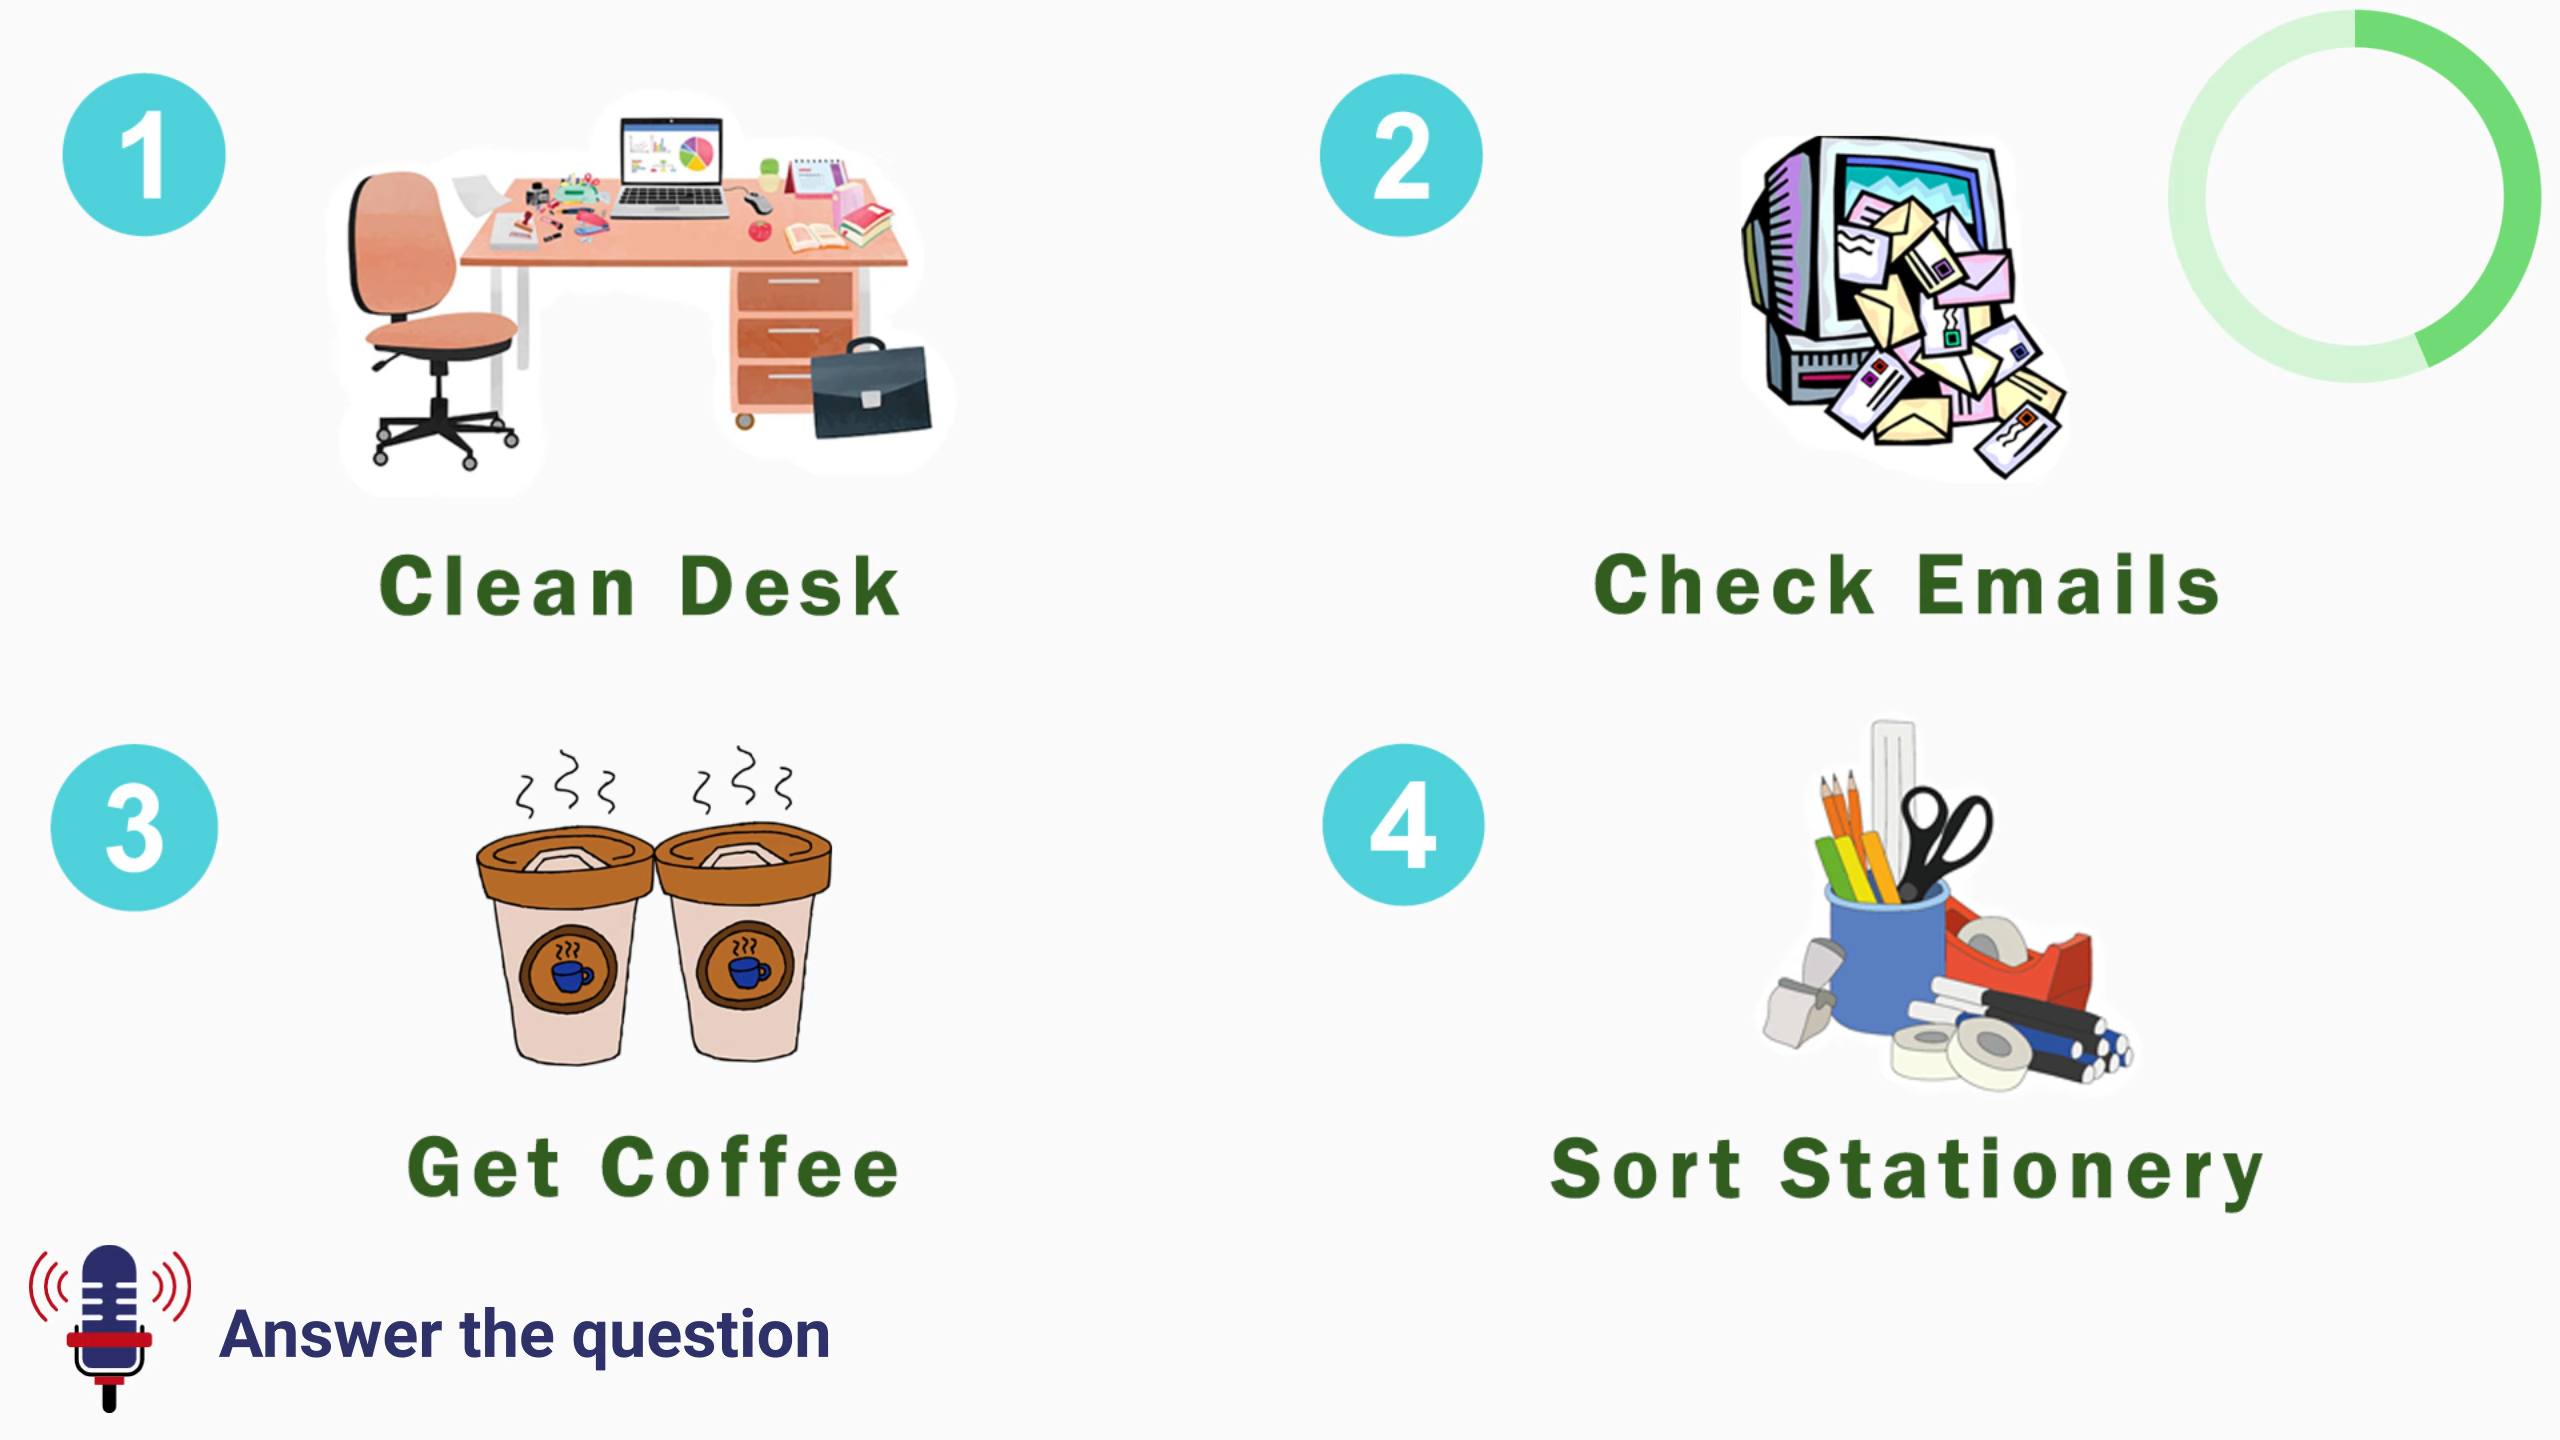 1
2
Clean Desk
Check Emails
3
4
Get Coffee
Sort Stationery
Answer the question